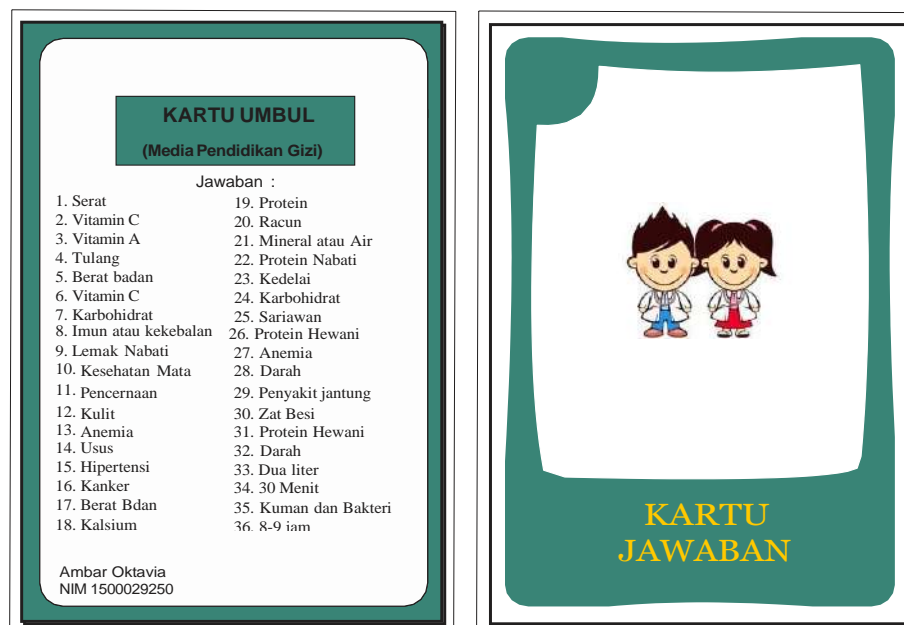 KARTU UMBUL
(Media Pendidikan Gizi)
Jawaban :
1. Serat
2. Vitamin C
3. Vitamin A
4. Tulang
5. Berat badan
6. Vitamin C
7. Karbohidrat
8. Imun atau kekebalan
9. Lemak Nabati
10. Kesehatan Mata
11. Pencernaan
12. Kulit
13. Anemia
14. Usus
15. Hipertensi
16. Kanker
17. Berat Bdan
18. Kalsium
19. Protein
20. Racun
21. Mineral atau Air
22. Protein Nabati
23. Kedelai
24. Karbohidrat
25. Sariawan
26. Protein Hewani
27. Anemia
28. Darah
29. Penyakit jantung
30. Zat Besi
31. Protein Hewani
32. Darah
33. Dua liter
34. 30 Menit
35. Kuman dan Bakteri
36. 8-9 jam
Ambar Oktavia
NIM 1500029250
KARTU
JAWABAN